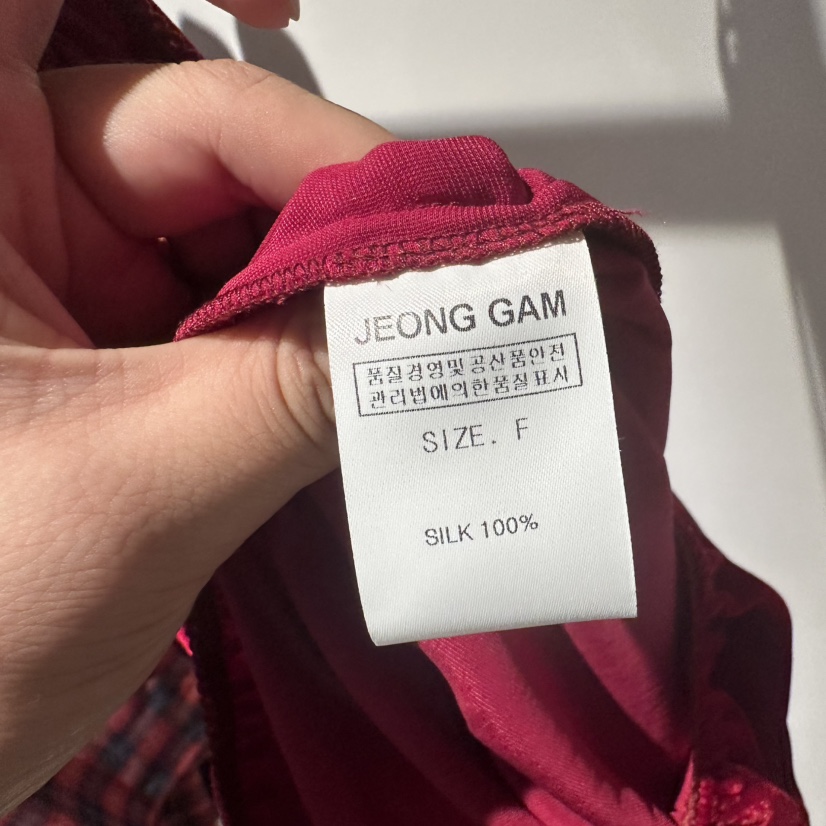 JEONG GAM
품질경영및공산품안전
관리법에의한품질표시
SIZE. F
SILK 100%